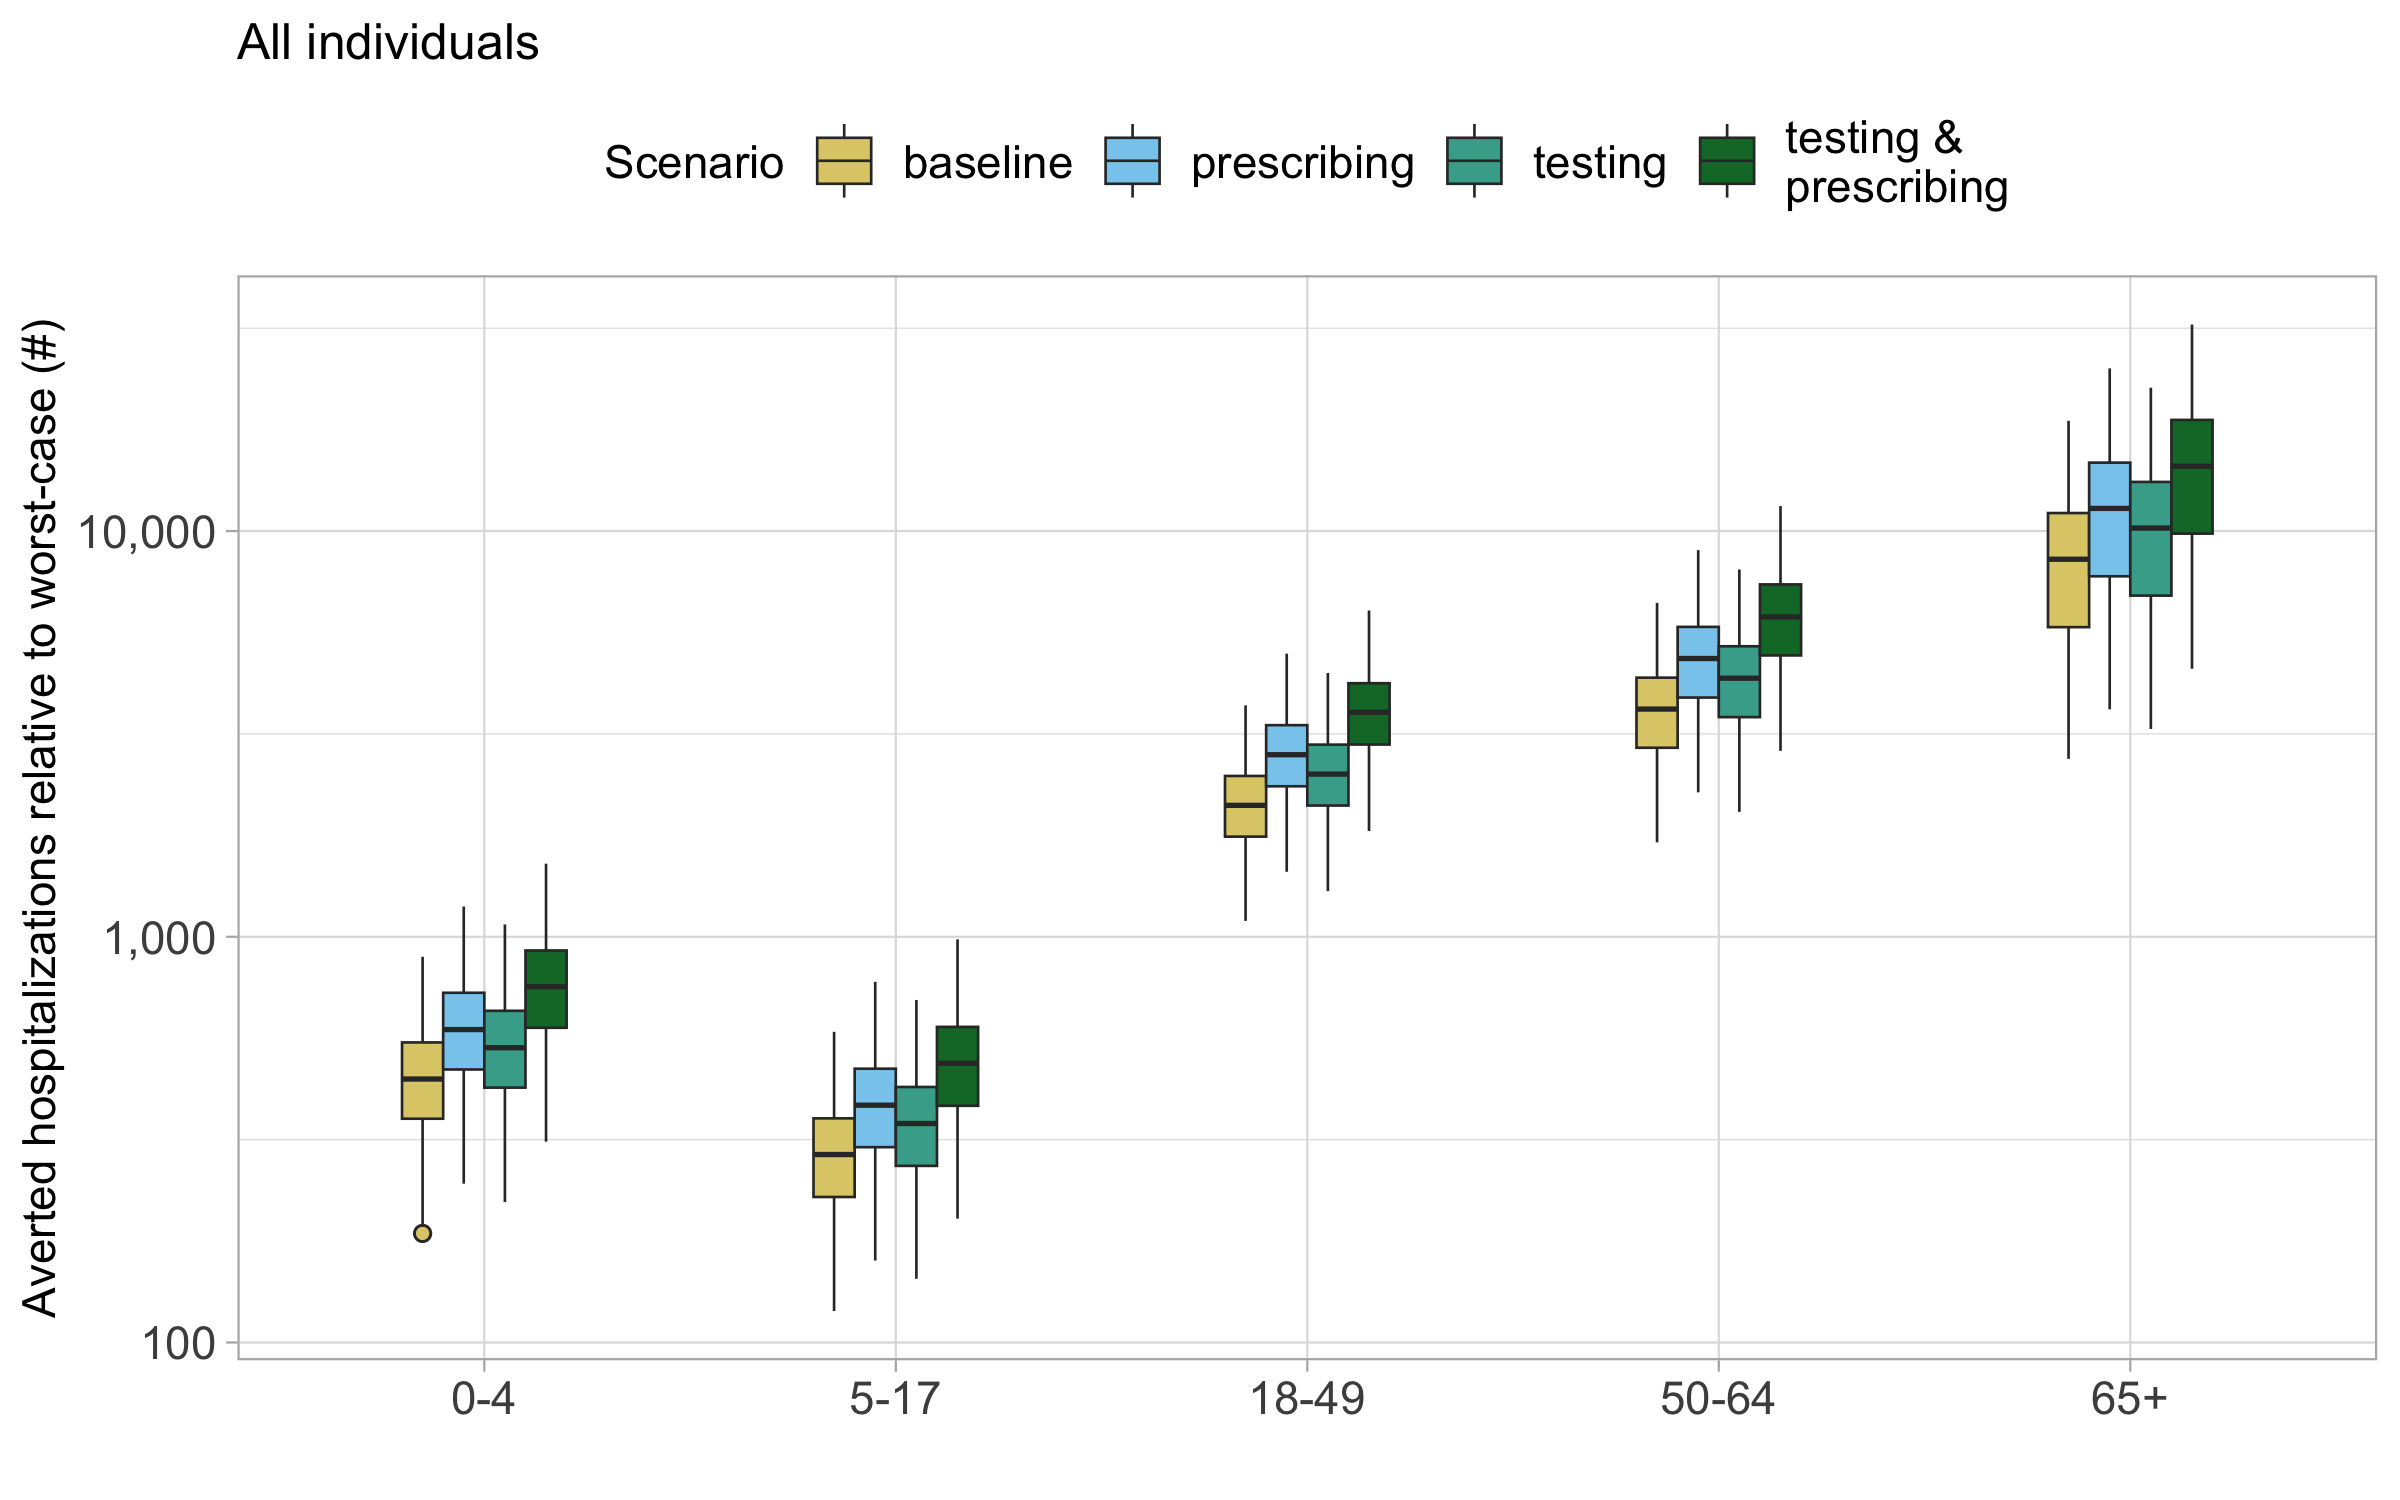 All individuals
Scenario baseline prescribing testing testing &
prescribing
Averted hospitalizations relative to worst-case (#)
10,000
1,000
100
0-4 5-17 18-49 50-64 65+